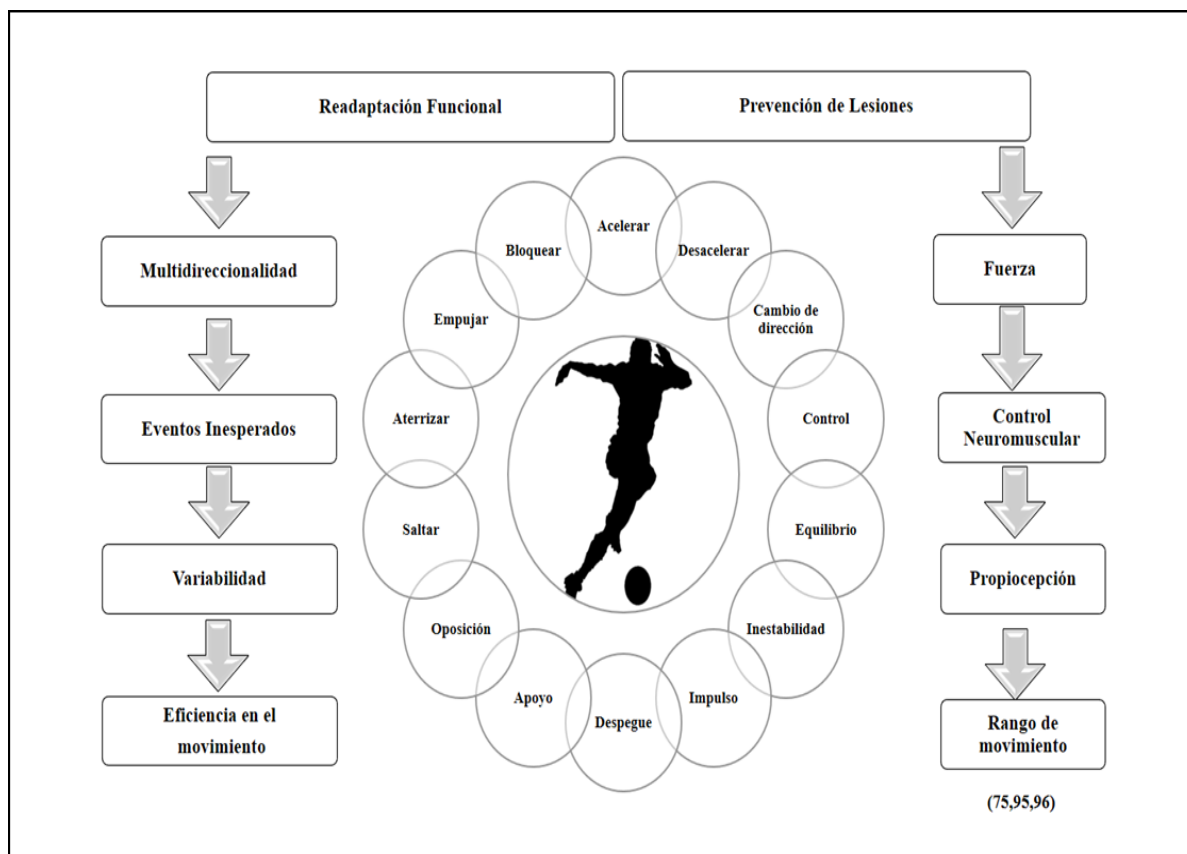 Readaptación Funcional
Prevención de Lesiones
Multidireccionalidad
Eventos Inesperados
Variabilidad
Eficiencia en el
movimiento
Acelerar
Desacelerar
Cambio de
dirección
Control
Equilibrio
Inestabilidad
Impulso
Despegue
Apoyo
Oposición
Saltar
Aterrizar
Empujar
Bloquear
Fuerza
Control
Neuromuscular
Propiocepción
Rango de
movimiento
(75,95,96)